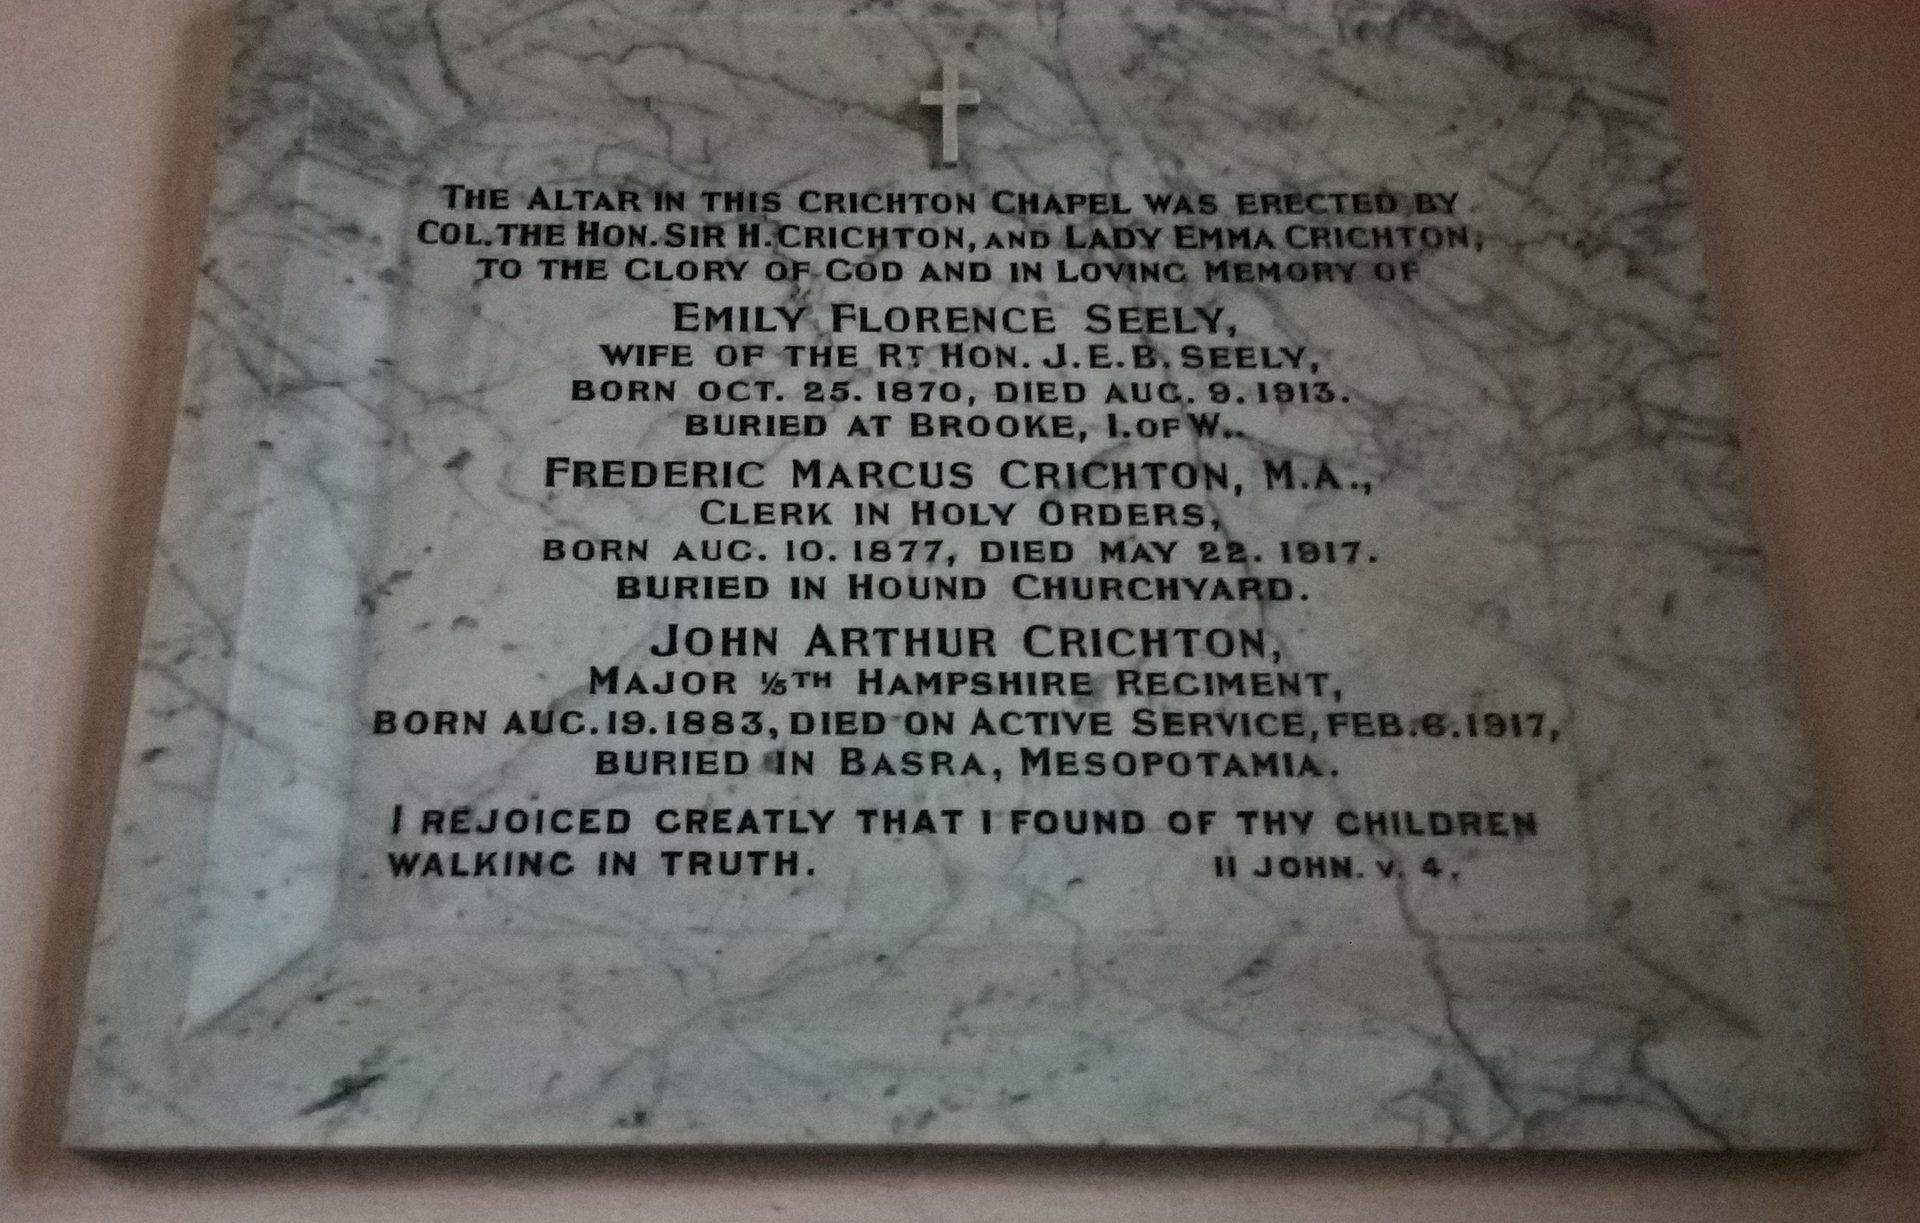 THE ALTAR IN THIS CRICHTON CHAPEL WAS ERECTED BY
COL. THE HON. SIR H. CRICHTON, AND LADY EMMA CRICHTON,
TO THE GLORY OF GOD AND IN LOVING MEMORY OF
EMILY FLORENCE SEELY,
WIFE OF THE RT HON. J.E.B. SEELY,
BORN OCT. 25. 1870, DIED AUG. 9. 1913.
BURIED AT BROOKE, I. OF W..
FREDERIC MARCUS CRICHTON, M.A.,
CLERK IN HOLY ORDERS,
BORN AUG. 10. 1877, DIED MAY 22. 1917.
BURIED IN HOUND CHURCHYARD.
JOHN ARTHUR CRICHTON,
MAJOR 1/5TH HAMPSHIRE REGIMENT,
BORN AUG. 19. 1883, DIED ON ACTIVE SERVICE, FEB. 6. 1917,
BURIED IN BASRA, MESOPOTAMIA.
I REJOICED GREATLY THAT I FOUND OF THY CHILDREN
WALKING IN TRUTH. II JOHN. V. 4.